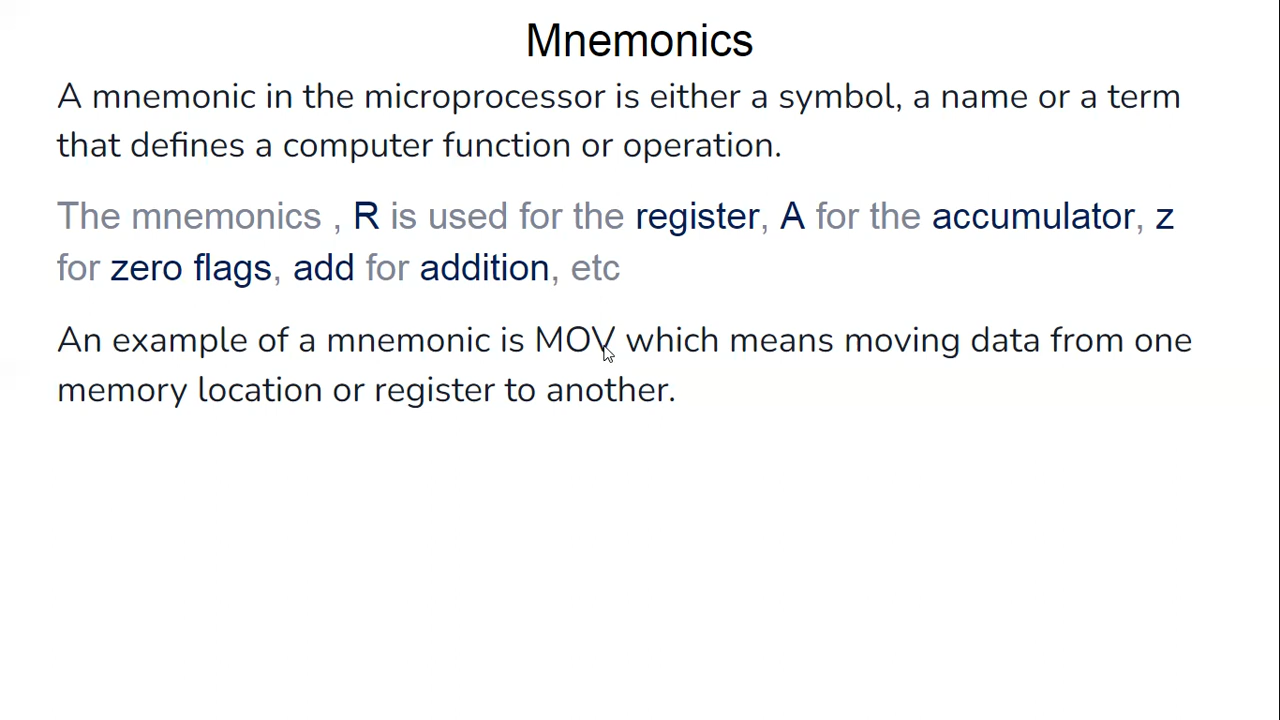 Mnemonics
A mnemonic in the microprocessor is either a symbol, a name or a term
that defines a computer function or operation.
The mnemonics , R is used for the register, A for the accumulator, z
for zero flags, add for addition, etc
An example of a mnemonic is MOV which means moving data from one
memory location or register to another.